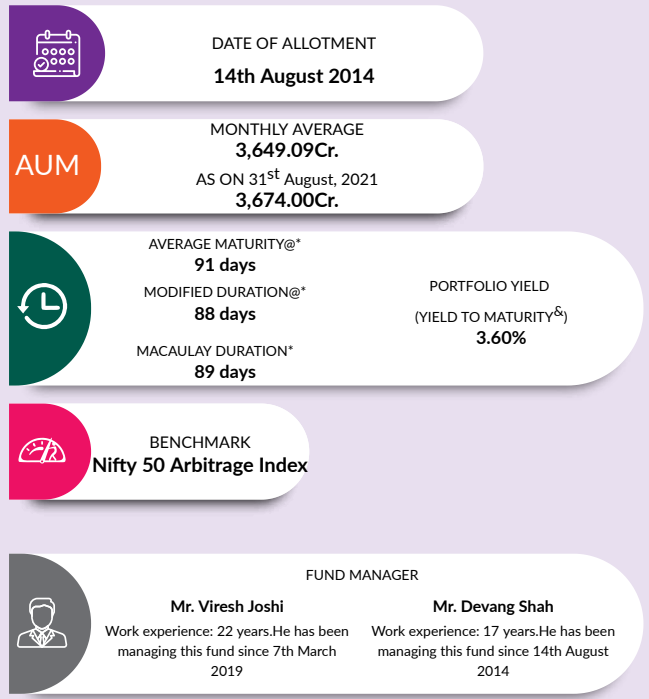 DATE OF ALLOTMENT
14th August 2014
AUM
MONTHLY AVERAGE
3,649.09Cr.
AS ON 31st August, 2021
3,674.00Cr.
AVERAGE MATURITY@*
91 days
MODIFIED DURATION@*
88 days
MACAULAY DURATION*
89 days
PORTFOLIO YIELD
(YIELD TO MATURITY&)
3.60%
BENCHMARK
Nifty 50 Arbitrage Index
FUND MANAGER
Mr. Viresh Joshi
Work experience: 22 years.He has been
managing this fund since 7th March
2019
Mr. Devang Shah
Work experience: 17 years.He has been
managing this fund since 14th August
2014